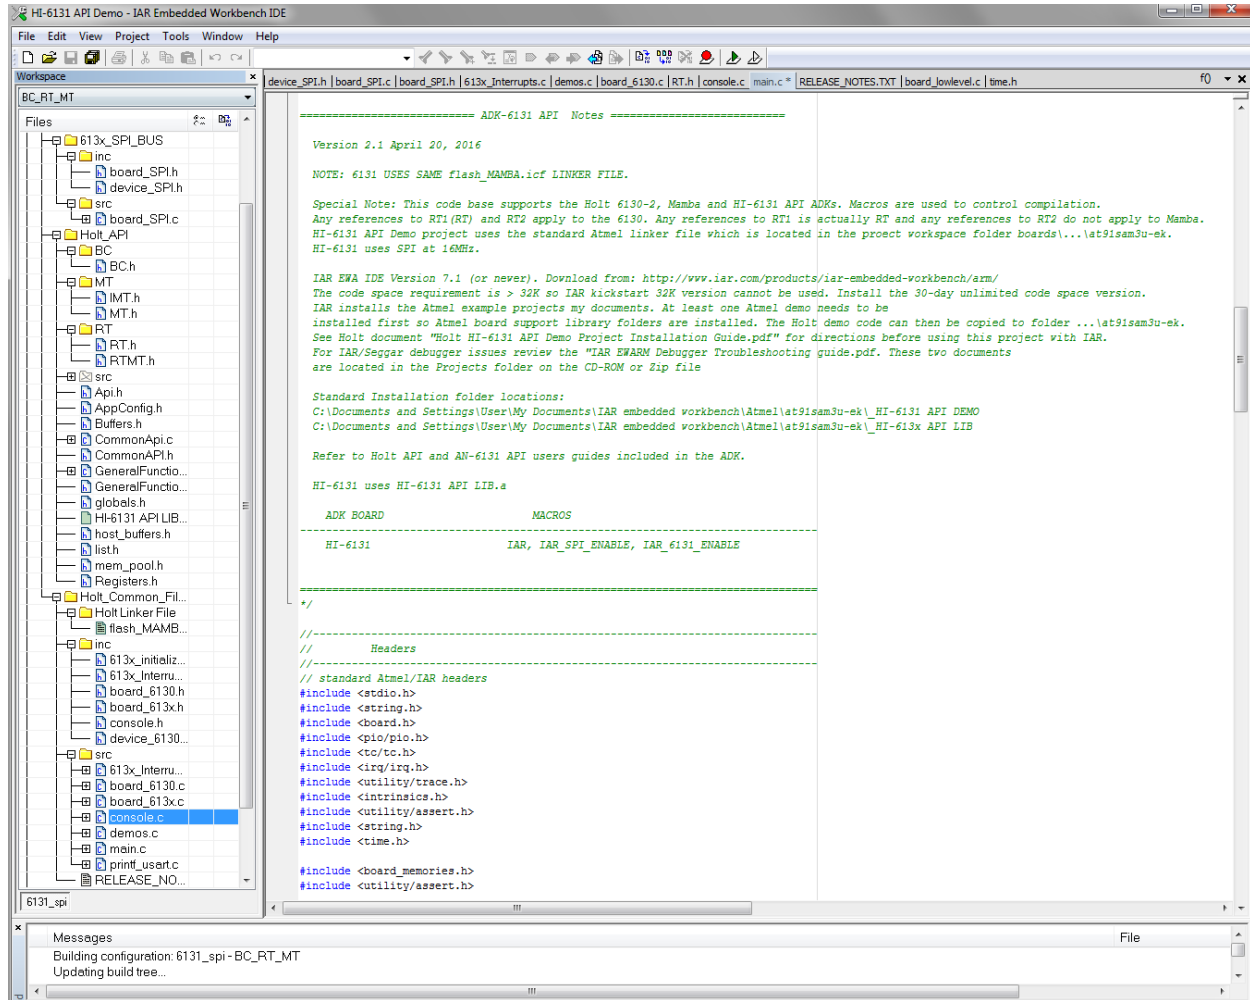 HI-6131 API Demo - IAR Embedded Workbench IDE
File Edit View Project Tools Window Help
Workspace
BC_RT_MT
Files
613x_SPI_BUS
inc
board_SPI.h
device_SPI.h
src
board_SPI.c
Holt_API
BC
BC.h
MT
IMT.h
MT.h
RT
RT.h
RTMT.h
src
Api.h
AppConfig.h
Buffers.h
CommonApi.c
CommonAPI.h
GeneralFunctio...
GeneralFunctio...
globals.h
HI-6131 API LIB...
host_buffers.h
list.h
mem_pool.h
Registers.h
Holt_Common_Fil...
Holt Linker File
flash_MAMB...
inc
613x_initializ...
613x_Interru...
board_6130.h
board_613x.h
console.h
device_6130...
src
613x_Interru...
board_6130.c
board_613x.c
console.c
demos.c
main.c
printf_usart.c
RELEASE_NO...
6131_spi
device_SPI.h | board_SPI.c | board_SPI.h | 613x_Interrupts.c | demos.c | board_6130.c | RT.h | console.c main.c * RELEASE_NOTES.TXT | board_lowlevel.c | time.h f()
=========================== ADK-6131 API  Notes ===========================
Version 2.1 April 20, 2016
NOTE: 6131 USES SAME flash_MAMBA.icf LINKER FILE.
Special Note: This code base supports the Holt 6130-2, Mamba and HI-6131 API ADKs. Macros are used to control compilation.
Any references to RT1(RT) and RT2 apply to the 6130. Any references to RT1 is actually RT and any references to RT2 do not apply to Mamba.
HI-6131 API Demo project uses the standard Atmel linker file which is located in the proect workspace folder boards\...\at91sam3u-ek.
HI-6131 uses SPI at 16MHz.
IAR EWA IDE Version 7.1 (or newer). Download from: http://www.iar.com/products/iar-embedded-workbench/arm/
The code space requirement is > 32K so IAR kickstart 32K version cannot be used. Install the 30-day unlimited code space version.
IAR installs the Atmel example projects my documents. At least one Atmel demo needs to be
installed first so Atmel board support library folders are installed. The Holt demo code can then be copied to folder ...\at91sam3u-ek.
See Holt document "Holt HI-6131 API Demo Project Installation Guide.pdf" for directions before using this project with IAR.
For IAR/Seggar debugger issues review the "IAR EWARM Debugger Troubleshooting guide.pdf. These two documents
are located in the Projects folder on the CD-ROM or Zip file
Standard Installation folder locations:
C:\Documents and Settings\User\My Documents\IAR embedded workbench\Atmel\at91sam3u-ek\_HI-6131 API DEMO
C:\Documents and Settings\User\My Documents\IAR embedded workbench\Atmel\at91sam3u-ek\_HI-613x API LIB
Refer to Holt API and AN-6131 API users guides included in the ADK.
HI-6131 uses HI-6131 API LIB.a
ADK BOARD MACROS
--------------------------------------------------------------------------------
HI-6131 IAR, IAR_SPI_ENABLE, IAR_6131_ENABLE
================================================================================
*/
//------------------------------------------------------------------------------
// Headers
//------------------------------------------------------------------------------
// standard Atmel/IAR headers
#include <stdio.h>
#include <string.h>
#include <board.h>
#include <pio/pio.h>
#include <tc/tc.h>
#include <irq/irq.h>
#include <utility/trace.h>
#include <intrinsics.h>
#include <utility/assert.h>
#include <string.h>
#include <time.h>
#include <board_memories.h>
#include <utility/assert.h>
Messages File
Building configuration: 6131_spi - BC_RT_MT
Updating build tree...